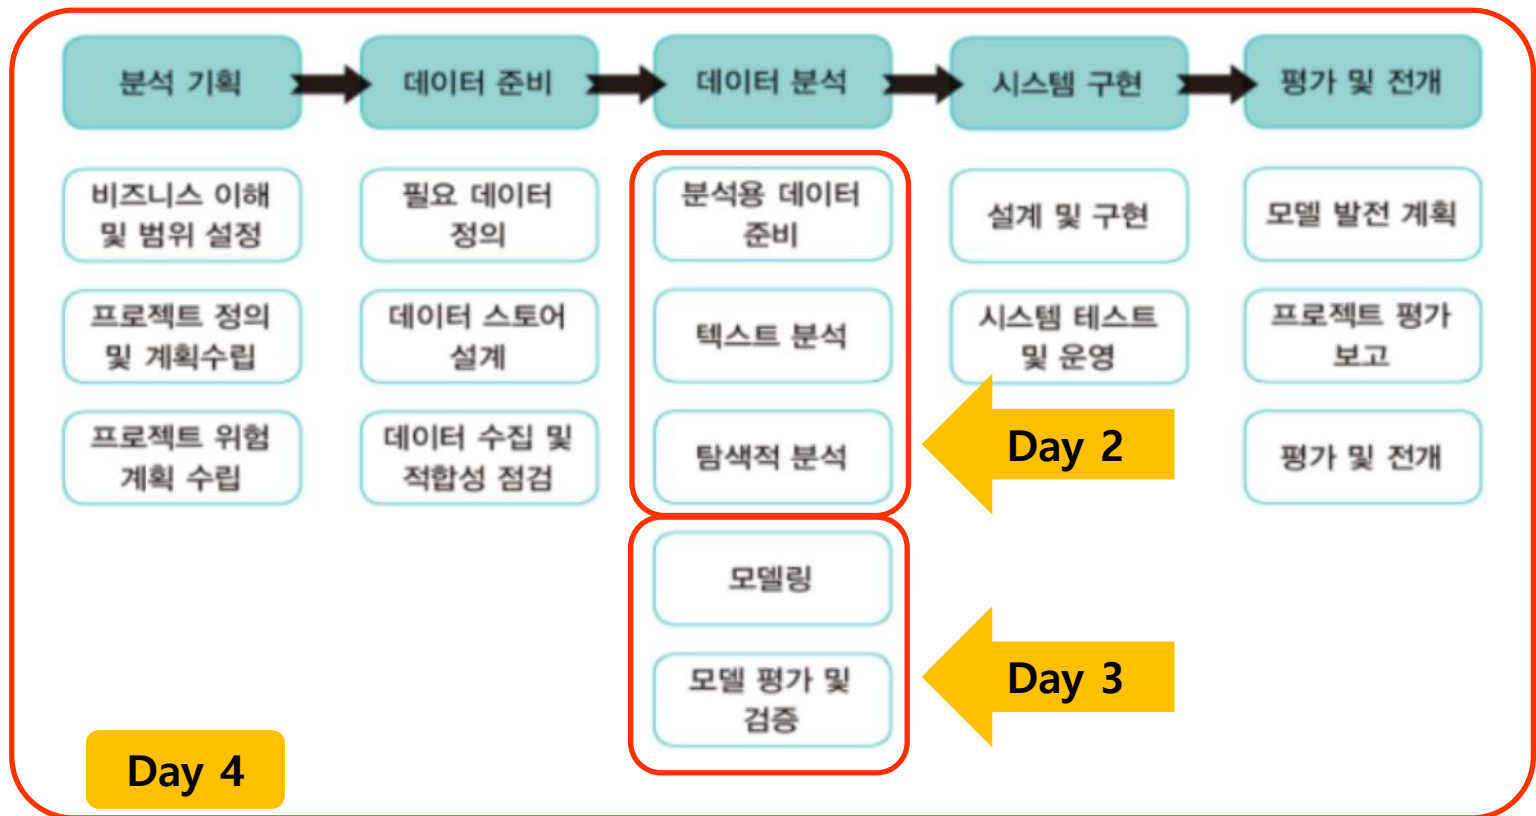 분석 기획
데이터 준비
데이터 분석
시스템 구현
평가 및 전개
비즈니스 이해
및 범위 설정
프로젝트 정의
및 계획수립
프로젝트 위험
계획 수립
필요 데이터
정의
데이터 스토어
설계
데이터 수집 및
적합성 점검
분석용 데이터
준비
텍스트 분석
탐색적 분석
모델링
모델 평가 및
검증
설계 및 구현
시스템 테스트
및 운영
모델 발전 계획
프로젝트 평가
보고
평가 및 전개
Day 2
Day 3
Day 4